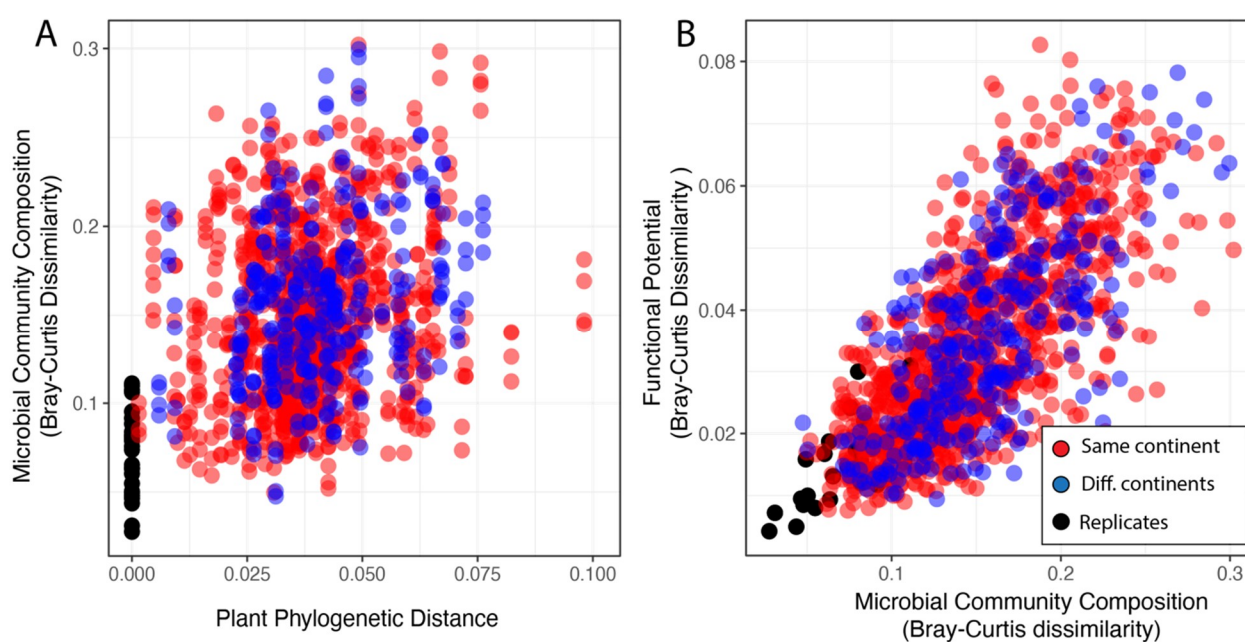 A
Microbial Community Composition
(Bray-Curtis Dissimilarity)
0.3
0.2
0.1
0.000
0.025
0.050
0.075
0.100
Plant Phylogenetic Distance
B
Functional Potential
(Bray-Curtis Dissimilarity )
0.08
0.06
0.04
0.02
0.1
0.2
0.3
Microbial Community Composition
(Bray-Curtis dissimilarity)
Same continent
Diff. continents
Replicates